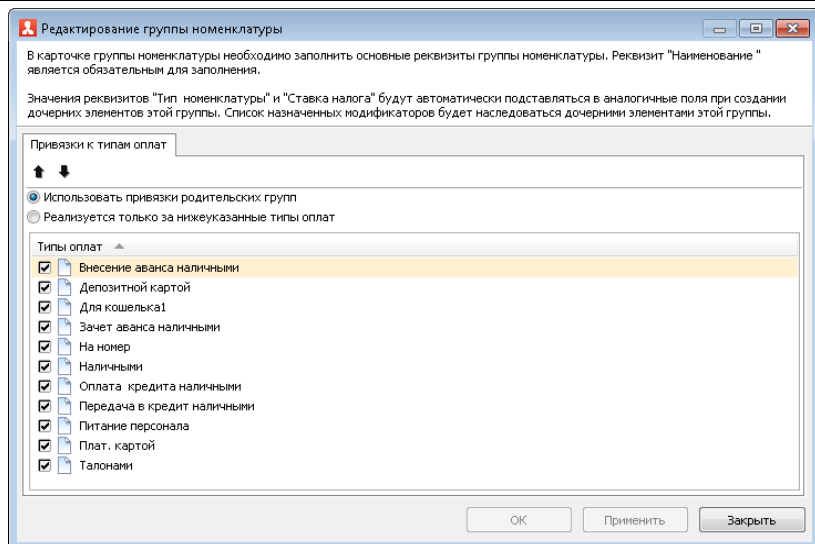 Редактирование группы номенклатуры
В карточке группы номенклатуры необходимо заполнить основные реквизиты группы номенклатуры. Реквизит "Наименование "
является обязательным для заполнения.
Значения реквизитов "Тип  номенклатуры" и "Ставка налога" будут автоматически подставляться в аналогичные поля при создании
дочерних элементов этой группы. Список назначенных модификаторов будет наследоваться дочерними элементами этой группы.
Привязки к типам оплат
Использовать привязки родительских групп
Реализуется только за нижеуказанные типы оплат
Типы оплат
Внесение аванса наличными
Депозитной картой
Для кошелька1
Зачет аванса наличными
На номер
Наличными
Оплата  кредита наличными
Передача в кредит наличными
Питание персонала
Плат. картой
Талонами
ОК Применить Закрыть